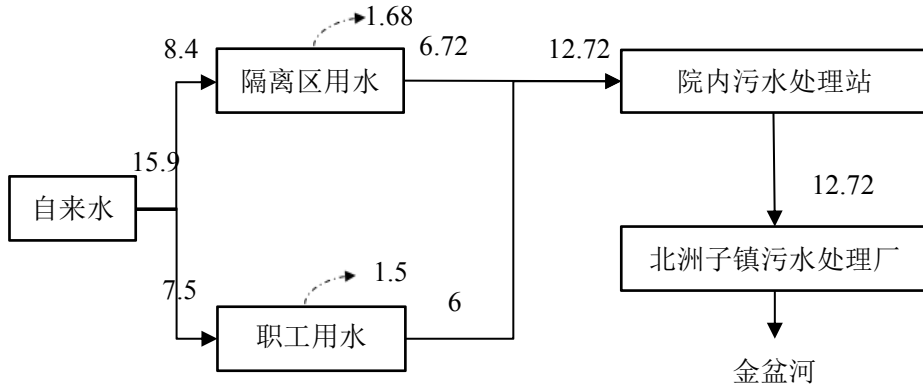 1.68
8.4
隔离区用水
6.72
12.72
院内污水处理站
15.9
自来水
12.72
北洲子镇污水处理厂
7.5
1.5
职工用水
6
金盆河